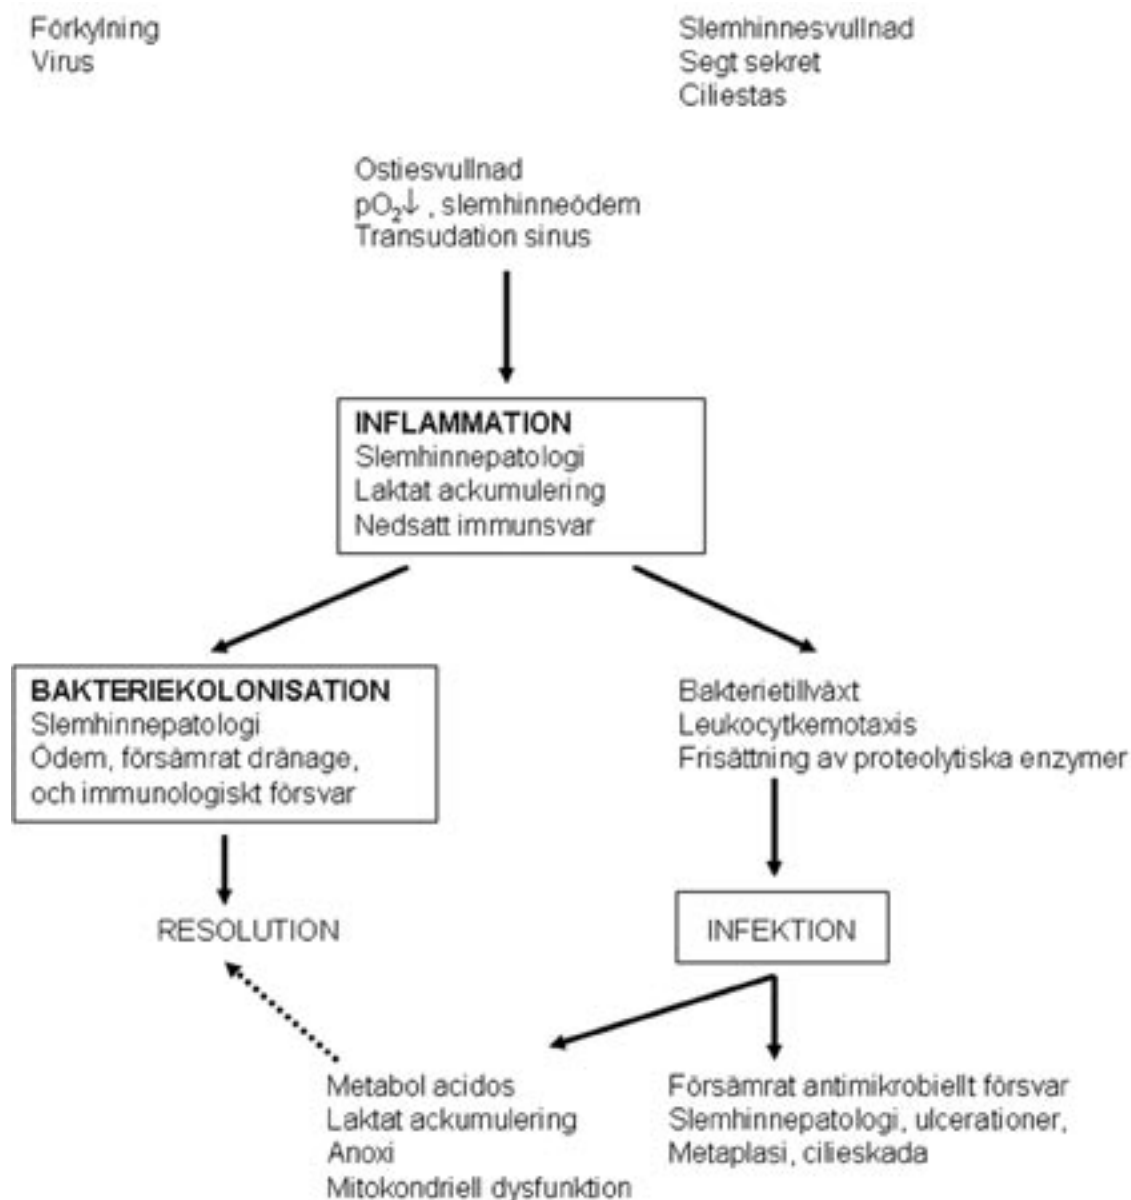 Förkylning
Virus
Slemhinnesvullnad
Segt sekret
Ciliestas
Ostiesvullnad
pO₂↓ , slemhinneödem
Transudation sinus
INFLAMMATION
Slemhinnepatologi
Laktat ackumulering
Nedsatt immunsvar
BAKTERIEKOLONISATION
Slemhinnepatologi
Ödem, försämrat dränage,
och immunologiskt försvar
Bakterietillväxt
Leukocytkemotaxis
Frisättning av proteolytiska enzymer
RESOLUTION
INFEKTION
Metabol acidos
Laktat ackumulering
Anoxi
Mitokondriell dysfunktion
Försämrat antimikrobiellt försvar
Slemhinnepatologi, ulcerationer,
Metaplasi, cilieskada